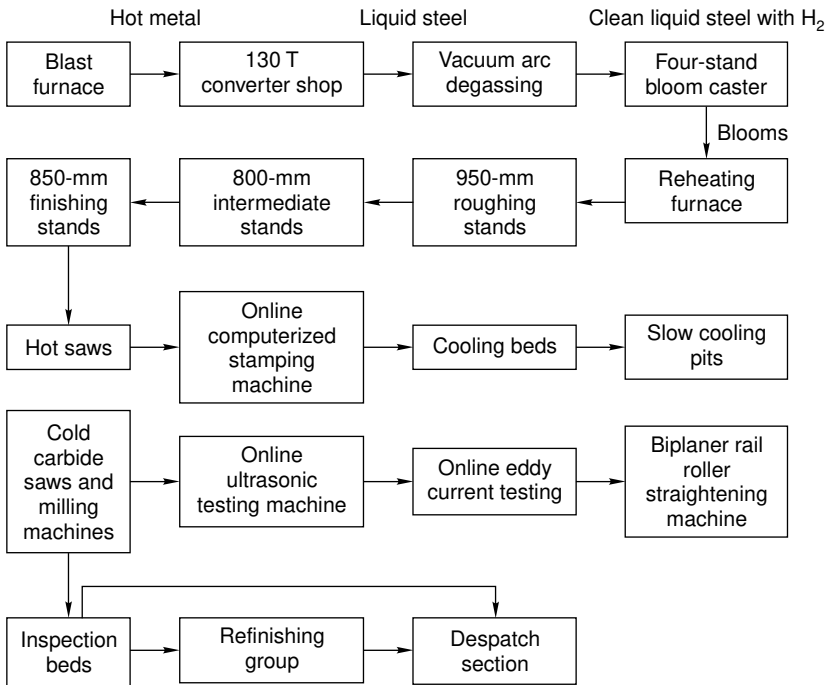 Hot metal
Liquid steel
Clean liquid steel with H₂
Blast
furnace
130 T
converter shop
Vacuum arc
degassing
Four-stand
bloom caster
Blooms
850-mm
finishing
stands
800-mm
intermediate
stands
950-mm
roughing
stands
Reheating
furnace
Hot saws
Online
computerized
stamping
machine
Cooling beds
Slow cooling
pits
Cold
carbide
saws and
milling
machines
Online
ultrasonic
testing machine
Online eddy
current testing
Biplaner rail
roller
straightening
machine
Inspection
beds
Refinishing
group
Despatch
section